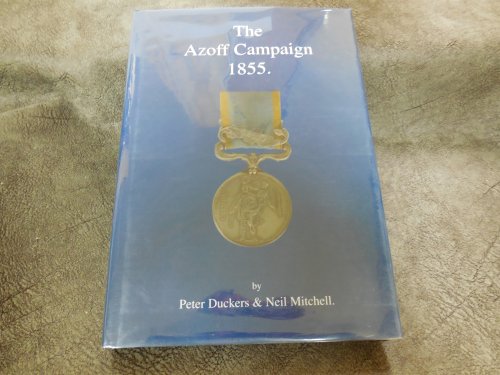 The
Azoff Campaign
1855.
by
Peter Duckers & Neil Mitchell.